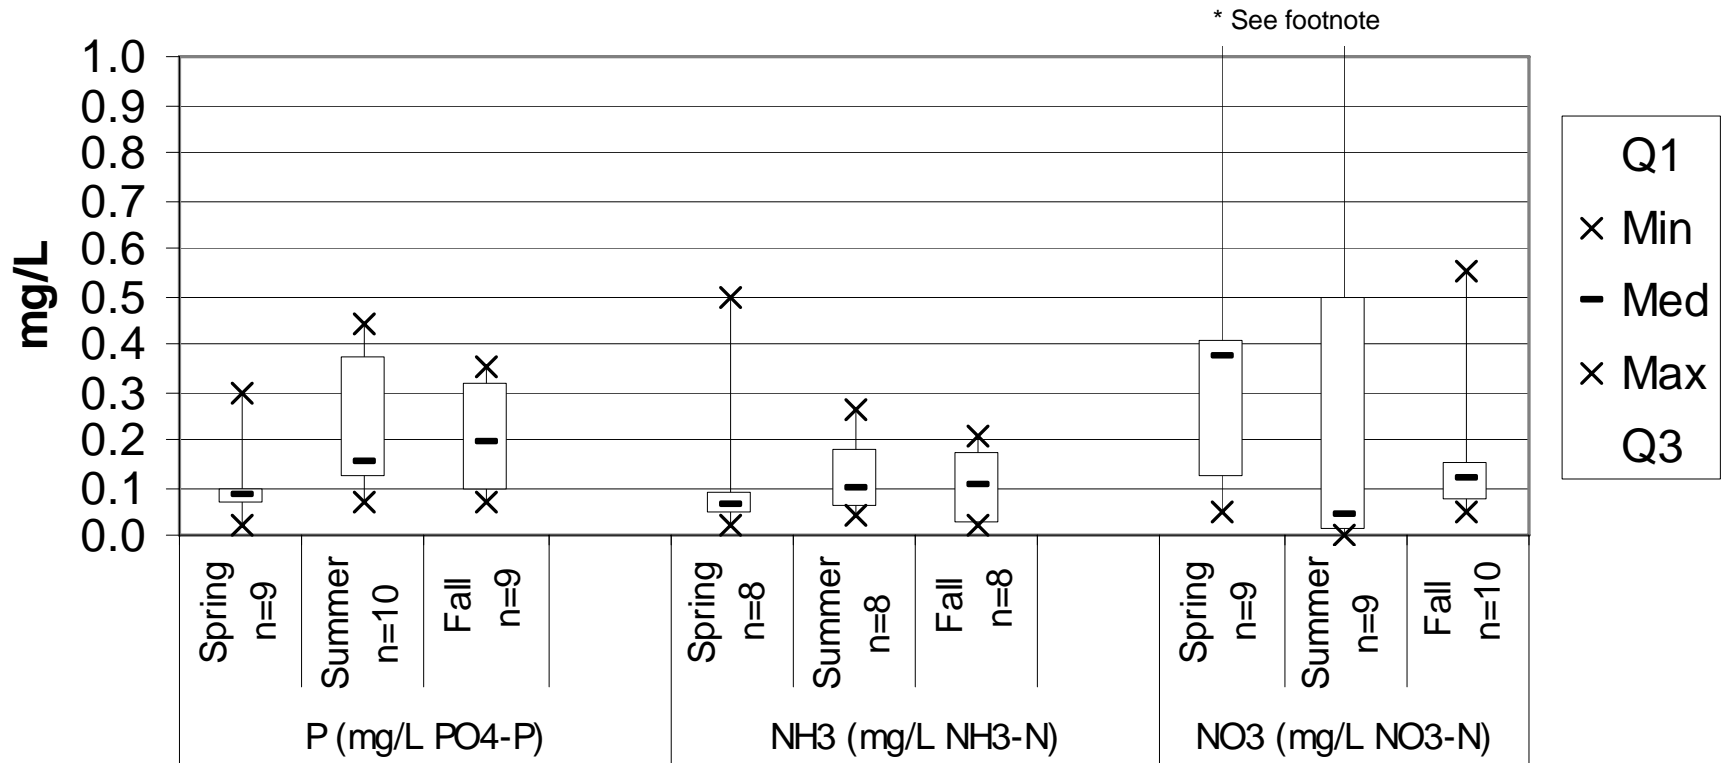 * See footnote
1.0
0.9
0.8
0.7
0.6
0.5
0.4
0.3
0.2
0.1
0.0
mg/L
Spring
n=9
Summer
n=10
Fall
n=9
Spring
n=8
Summer
n=8
Fall
n=8
Spring
n=9
Summer
n=9
Fall
n=10
P (mg/L PO4-P)
NH3 (mg/L NH3-N)
NO3 (mg/L NO3-N)
Q1
Min
Med
Max
Q3